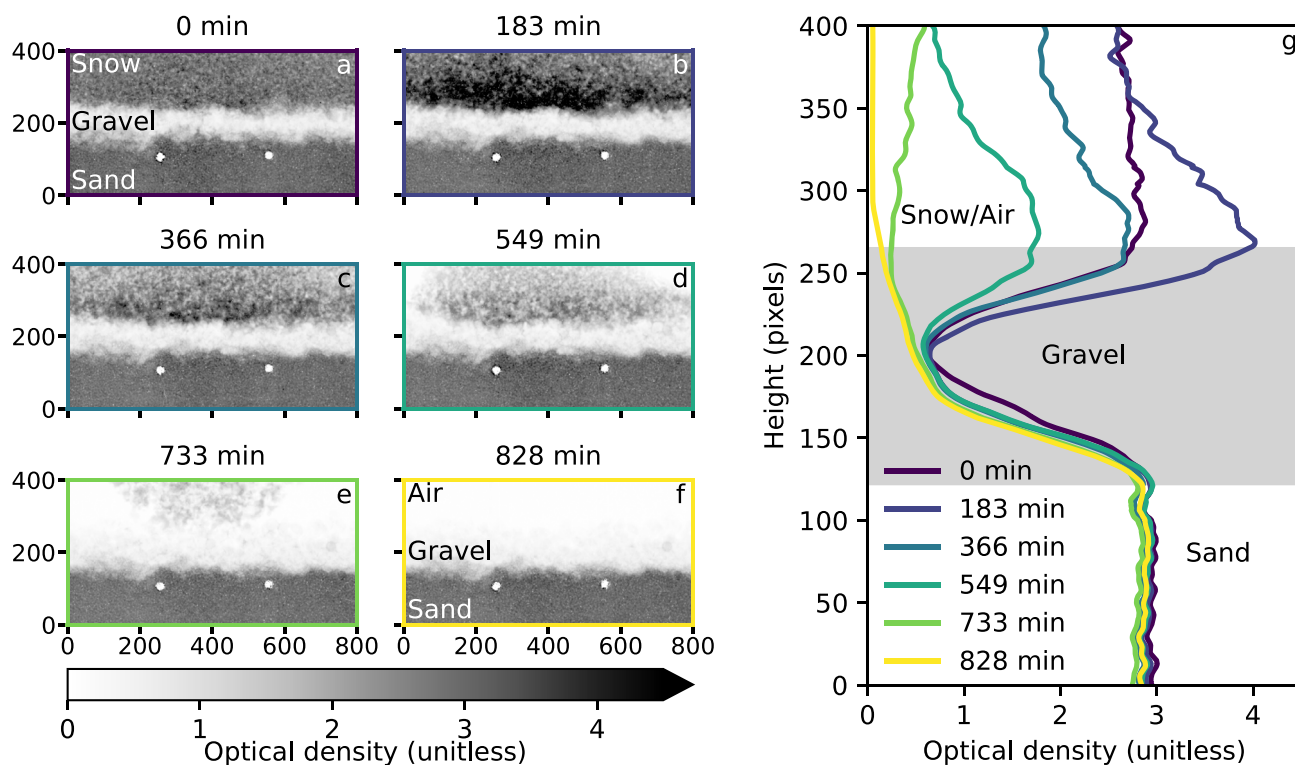 0 min
183 min
400
Snow
a
b
200
Gravel
Sand
0
366 min
549 min
400
c
d
200
0
733 min
828 min
400
e
Air
f
200
Gravel
Sand
0
0 200 400 600 800
0 200 400 600 800
0 1 2 3 4
Optical density (unitless)
g
400
350
300
250
200
150
100
50
0
Height (pixels)
Snow/Air
Gravel
Sand
0 min
183 min
366 min
549 min
733 min
828 min
0 1 2 3 4
Optical density (unitless)